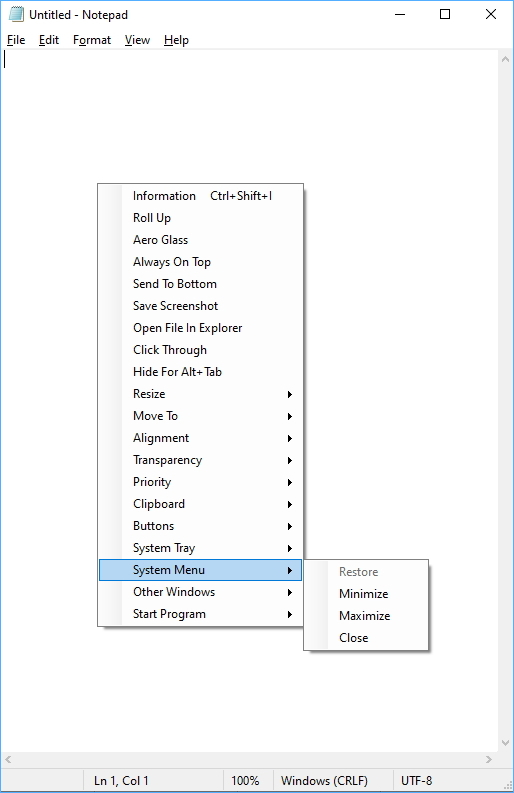 Untitled - Notepad
File Edit Format View Help
Information Ctrl+Shift+I
Roll Up
Aero Glass
Always On Top
Send To Bottom
Save Screenshot
Open File In Explorer
Click Through
Hide For Alt+Tab
Resize
Move To
Alignment
Transparency
Priority
Clipboard
Buttons
System Tray
System Menu
Other Windows
Start Program
Restore
Minimize
Maximize
Close
Ln 1, Col 1 100% Windows (CRLF) UTF-8